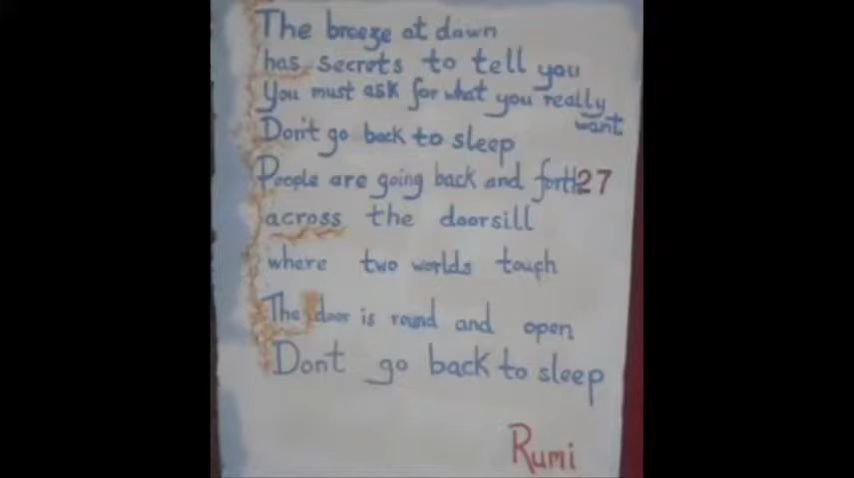 The breeze at dawn
has secrets to tell you
You must ask for what you really
want
Don't go back to sleep
People are going back and forth27
across the doorsill
where two worlds touch
The door is round and open
Dont go back to sleep
Rumi